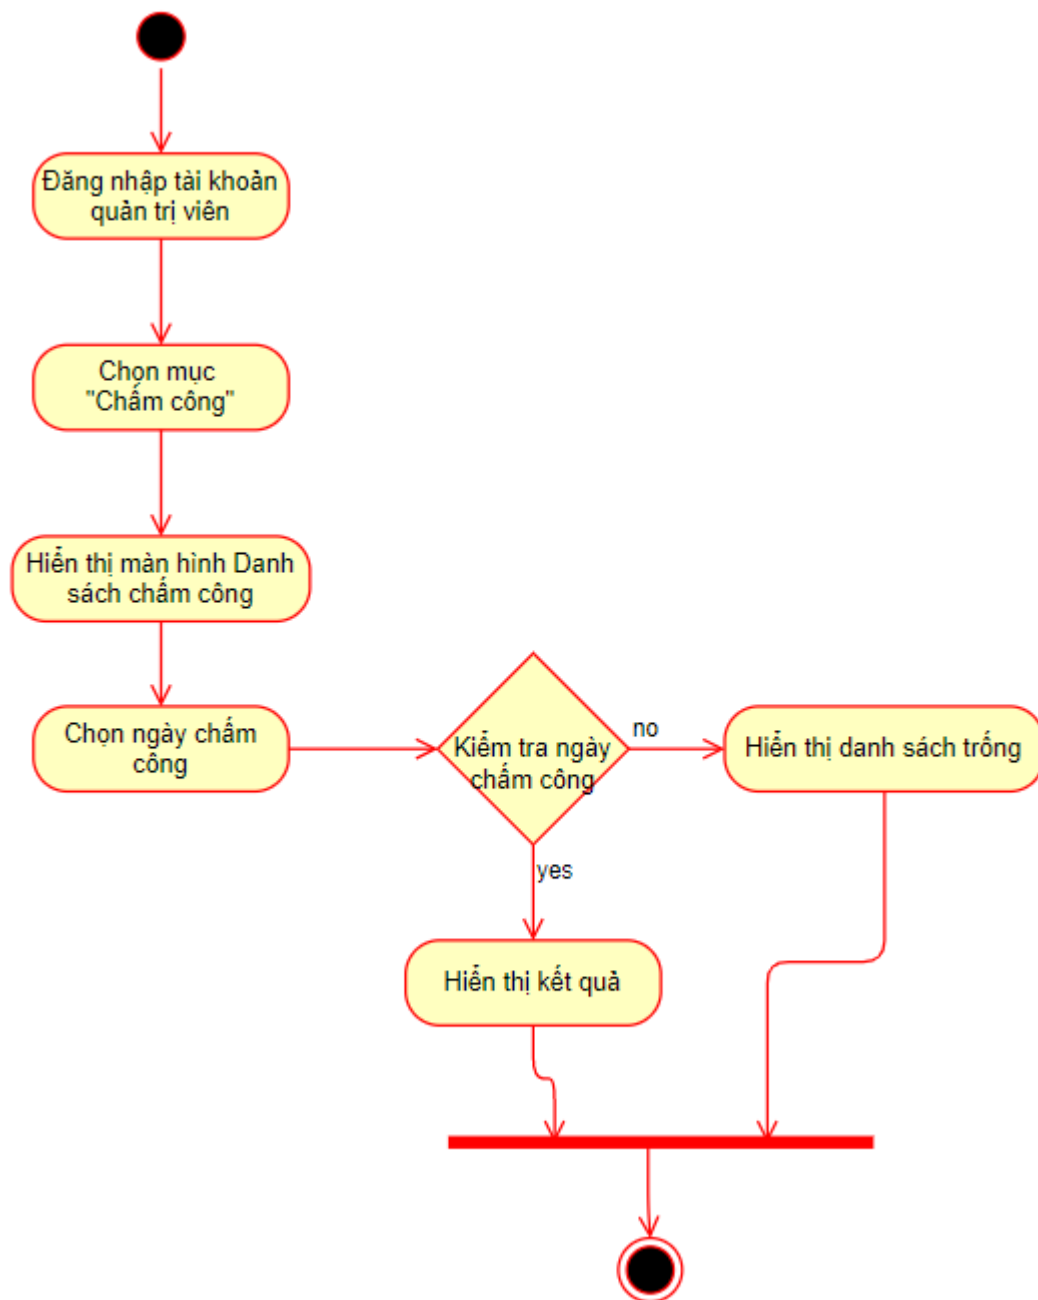 Đăng nhập tài khoản
quản trị viên
Chọn mục
"Chấm công"
Hiển thị màn hình Danh
sách chấm công
Chọn ngày chấm
công
Kiểm tra ngày
chấm công
no
Hiển thị danh sách trống
yes
Hiển thị kết quả